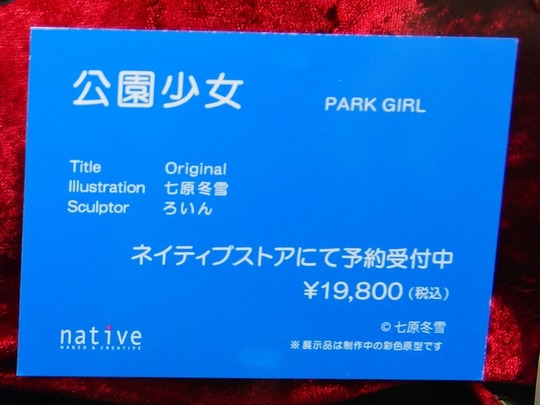 公園少女 PARK GIRL
Title Original
Illustration 七原冬雪
Sculptor ろいん
ネイティブストアにて予約受付中
¥19,800(税込)
©七原冬雪
native
MAKER & CREATIVE
※展示品は制作中の彩色原型です